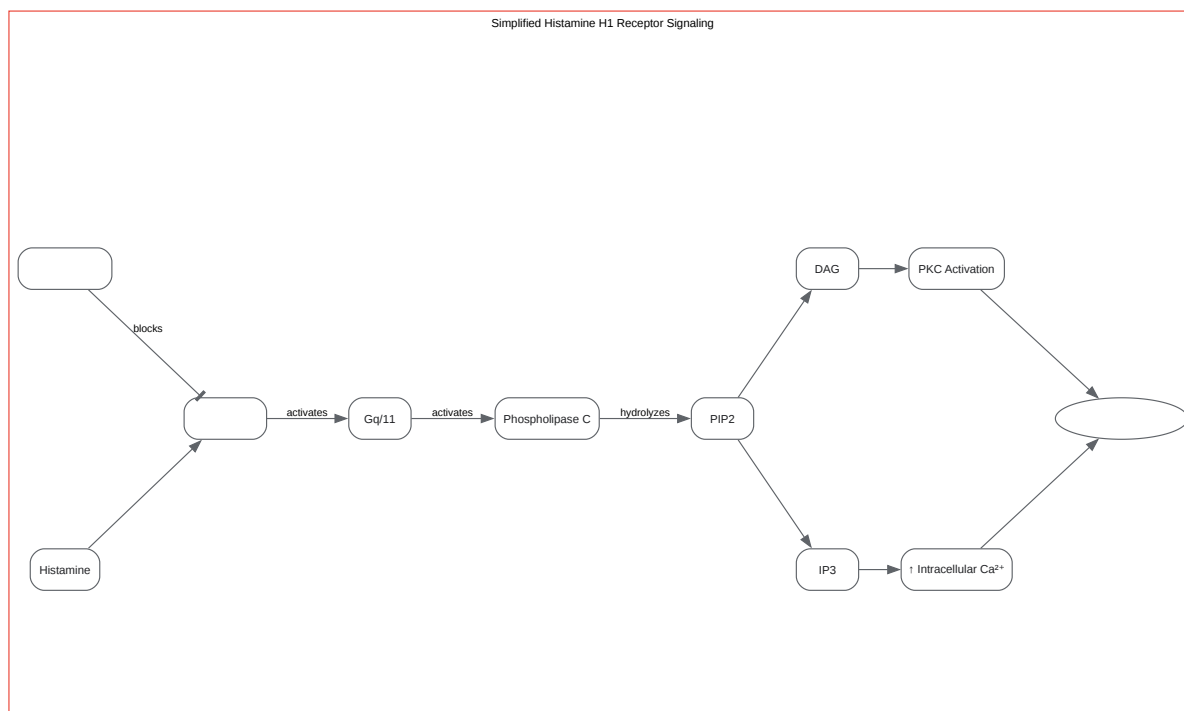 Simplified Histamine H1 Receptor Signaling
blocks
DAG
PKC Activation
activates
Gq/11
activates
Phospholipase C
hydrolyzes
PIP2
Histamine
IP3
↑ Intracellular Ca²⁺